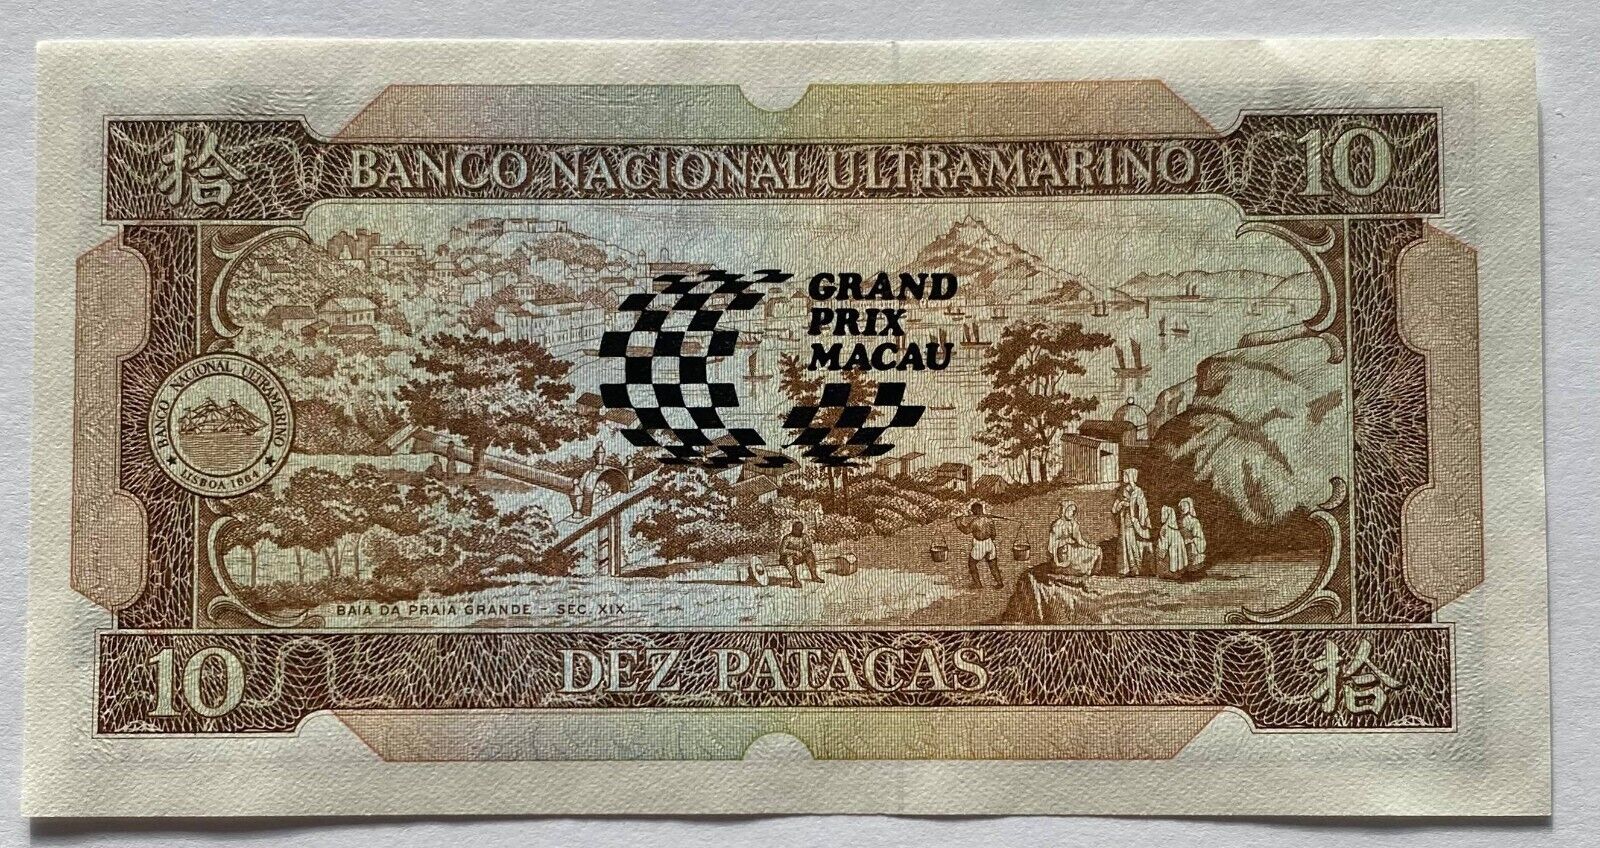 拾 BANCO NACIONAL ULTRAMARINO 10
GRAND
PRIX
MACAU
BANCO NACIONAL ULTRAMARINO
LISBOA 1864
BAÍA DA PRAIA GRANDE - SEC. XIX
10 DEZ PATACAS 拾